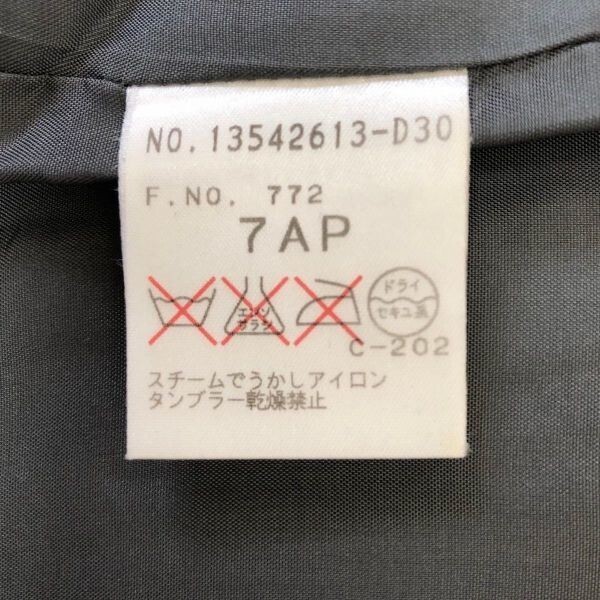 NO.13542613-D30
F.NO. 772
7AP
エンソ サラシ ドライ セキユ系
C-202
スチームでうかしアイロン
タンブラー乾燥禁止